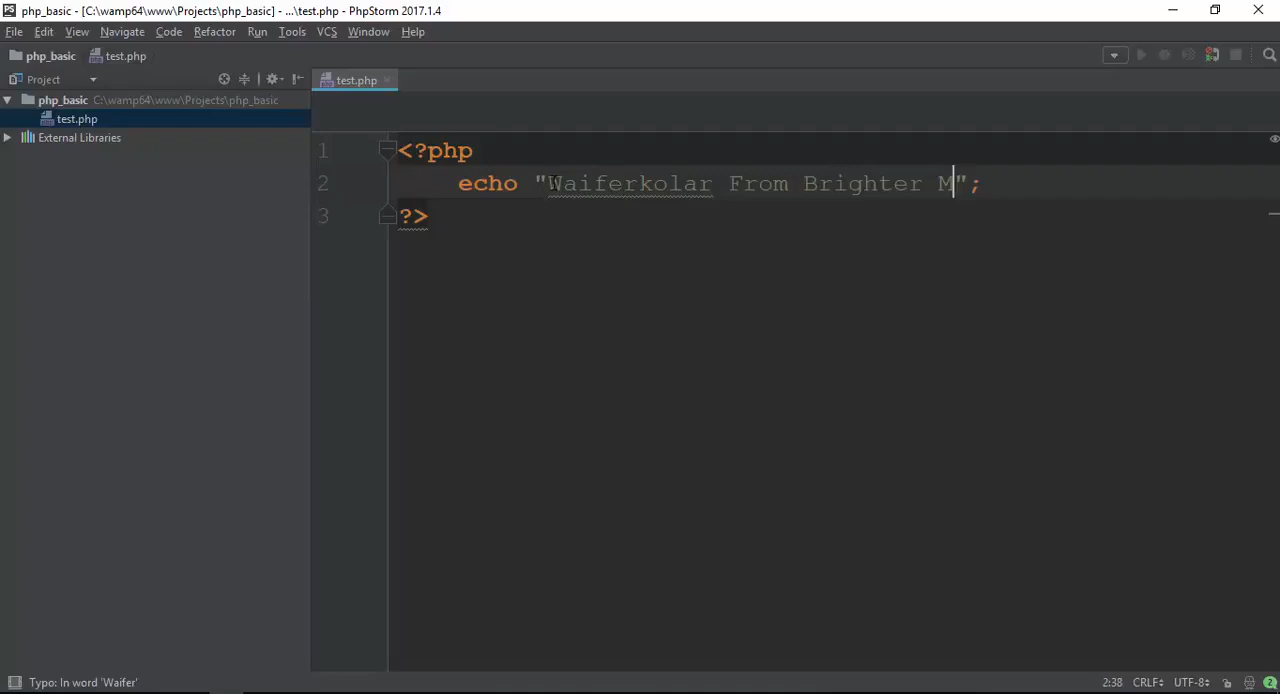 php_basic - [C:\wamp64\www\Projects\php_basic] - ...\test.php - PhpStorm 2017.1.4
File Edit View Navigate Code Refactor Run Tools VCS Window Help
php_basic test.php
Project
test.php
php_basic C:\wamp64\www\Projects\php_basic
test.php
External Libraries
1 <?php
2 echo "Waiferkolar From Brighter M";
3 ?>
Typo: In word 'Waifer' 2:38 CRLF UTF-8 2